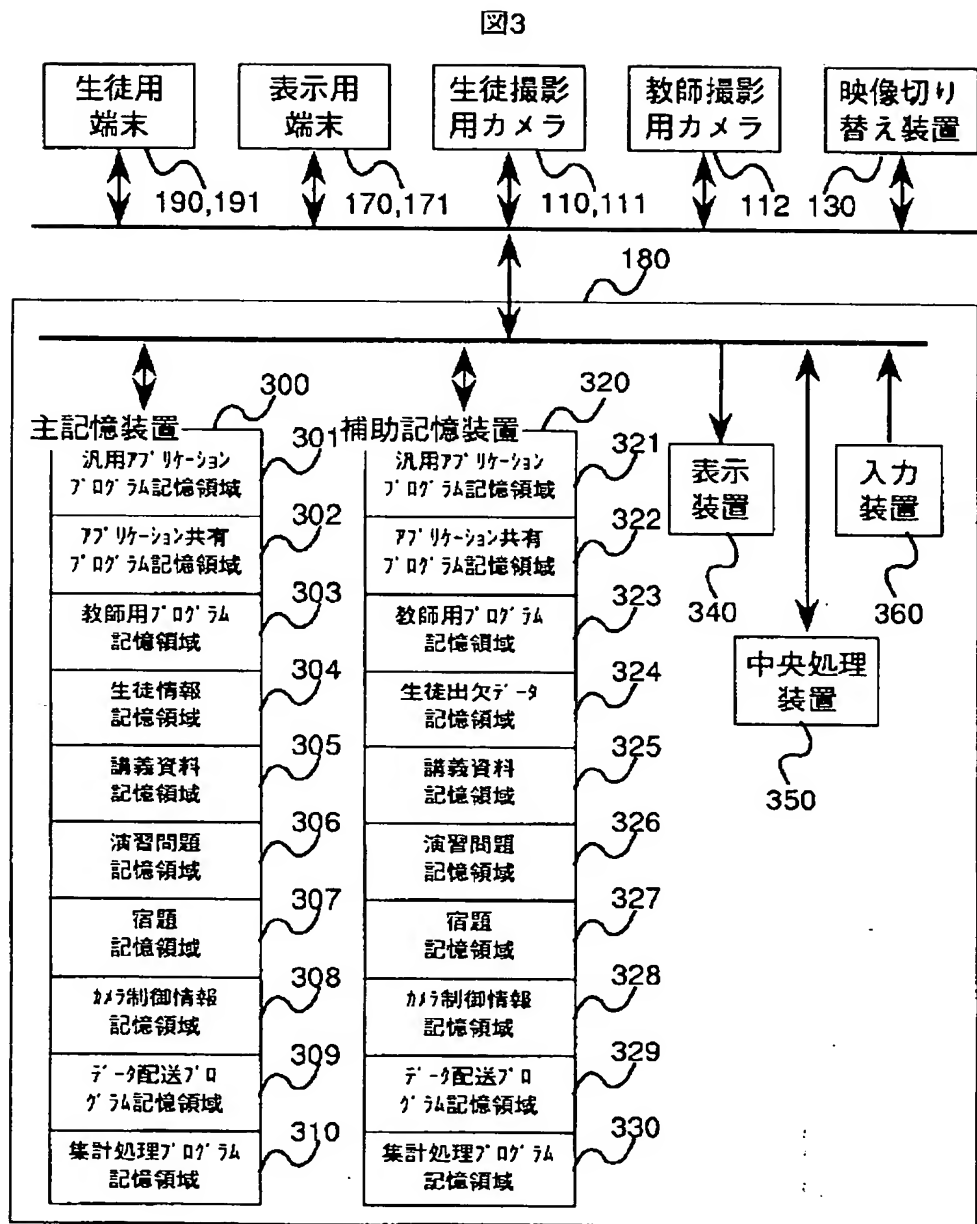 図3
生徒用
端末
表示用
端末
生徒撮影
用カメラ
教師撮影
用カメラ
映像切り
替え装置
190,191
170,171
110,111
112
130
180
300
主記憶装置
301
汎用アプリケーション
プログラム記憶領域
302
アプリケーション共有
プログラム記憶領域
303
教師用プログラム
記憶領域
304
生徒情報
記憶領域
305
講義資料
記憶領域
306
演習問題
記憶領域
307
宿題
記憶領域
308
カメラ制御情報
記憶領域
309
データ配送プロ
グラム記憶領域
310
集計処理プログラム
記憶領域
320
補助記憶装置
321
汎用アプリケーション
プログラム記憶領域
322
アプリケーション共有
プログラム記憶領域
323
教師用プログラム
記憶領域
324
生徒出欠データ
記憶領域
325
講義資料
記憶領域
326
演習問題
記憶領域
327
宿題
記憶領域
328
カメラ制御情報
記憶領域
329
データ配送プロ
グラム記憶領域
330
集計処理プログラム
記憶領域
表示
装置
340
入力
装置
360
中央処理
装置
350